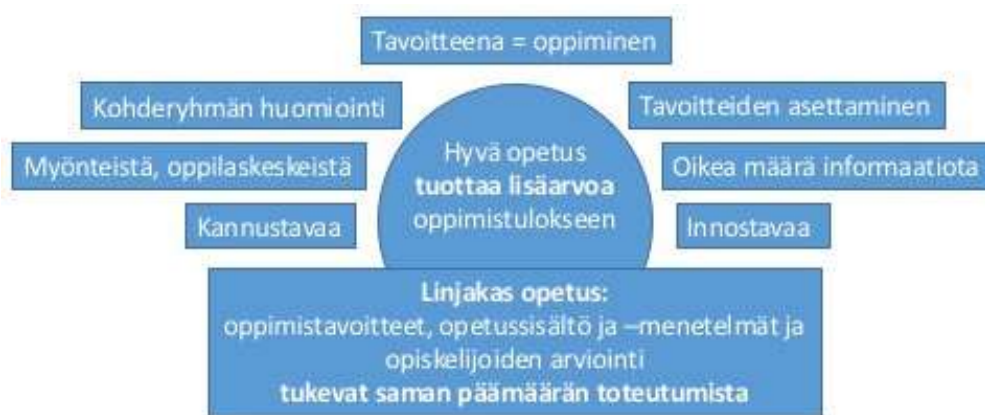 Tavoitteena = oppiminen
Kohderyhmän huomiointi
Tavoitteiden asettaminen
Myönteistä, oppilaskeskeistä
Oikea määrä informaatiota
Kannustavaa
Innostavaa
Hyvä opetus
tuottaa lisäarvoa
oppimistulokseen
Linjakas opetus:
oppimistavoitteet, opetussisältö ja –menetelmät ja
opiskelijoiden arviointi
tukevat saman päämäärän toteutumista